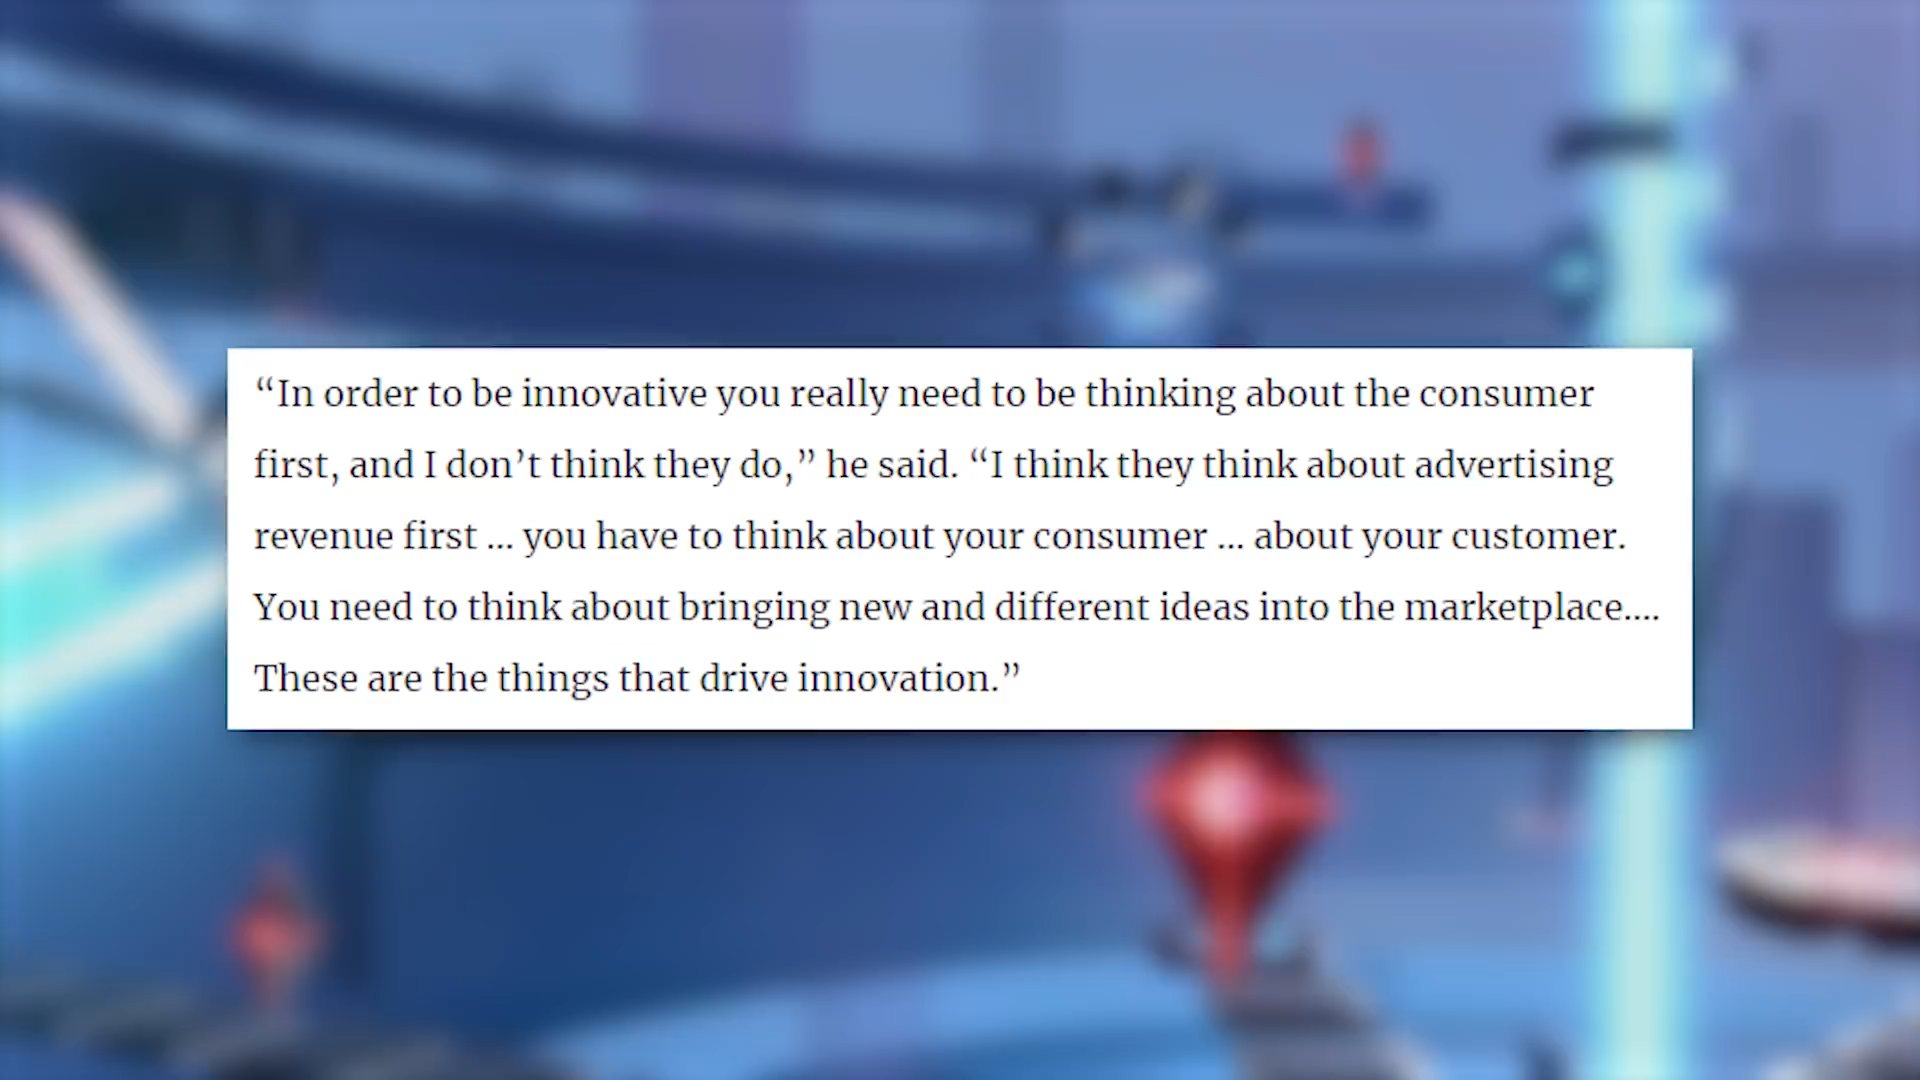 “In order to be innovative you really need to be thinking about the consumer
first, and I don’t think they do,” he said. “I think they think about advertising
revenue first ... you have to think about your consumer ... about your customer.
You need to think about bringing new and different ideas into the marketplace....
These are the things that drive innovation.”